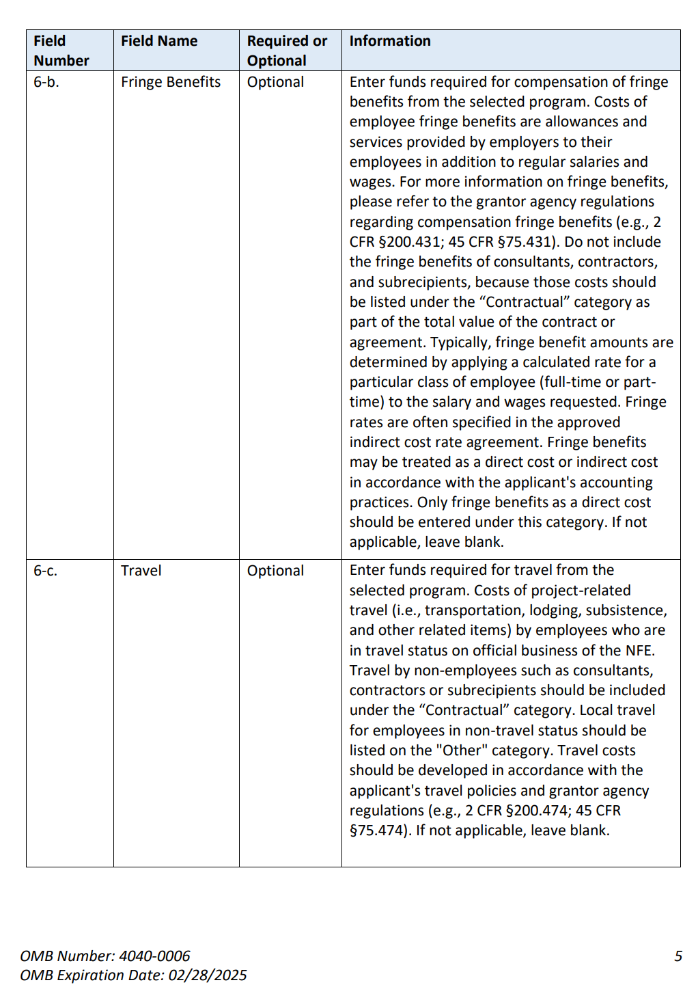 Field Number
Field Name
Required or Optional
Information
6-b.
Fringe Benefits
Optional
Enter funds required for compensation of fringe
benefits from the selected program. Costs of
employee fringe benefits are allowances and
services provided by employers to their
employees in addition to regular salaries and
wages. For more information on fringe benefits,
please refer to the grantor agency regulations
regarding compensation fringe benefits (e.g., 2
CFR §200.431; 45 CFR §75.431). Do not include
the fringe benefits of consultants, contractors,
and subrecipients, because those costs should
be listed under the “Contractual” category as
part of the total value of the contract or
agreement. Typically, fringe benefit amounts are
determined by applying a calculated rate for a
particular class of employee (full-time or part-
time) to the salary and wages requested. Fringe
rates are often specified in the approved
indirect cost rate agreement. Fringe benefits
may be treated as a direct cost or indirect cost
in accordance with the applicant's accounting
practices. Only fringe benefits as a direct cost
should be entered under this category. If not
applicable, leave blank.
6-c.
Travel
Optional
Enter funds required for travel from the
selected program. Costs of project-related
travel (i.e., transportation, lodging, subsistence,
and other related items) by employees who are
in travel status on official business of the NFE.
Travel by non-employees such as consultants,
contractors or subrecipients should be included
under the “Contractual” category. Local travel
for employees in non-travel status should be
listed on the "Other" category. Travel costs
should be developed in accordance with the
applicant's travel policies and grantor agency
regulations (e.g., 2 CFR §200.474; 45 CFR
§75.474). If not applicable, leave blank.
OMB Number: 4040-0006
OMB Expiration Date: 02/28/2025
5